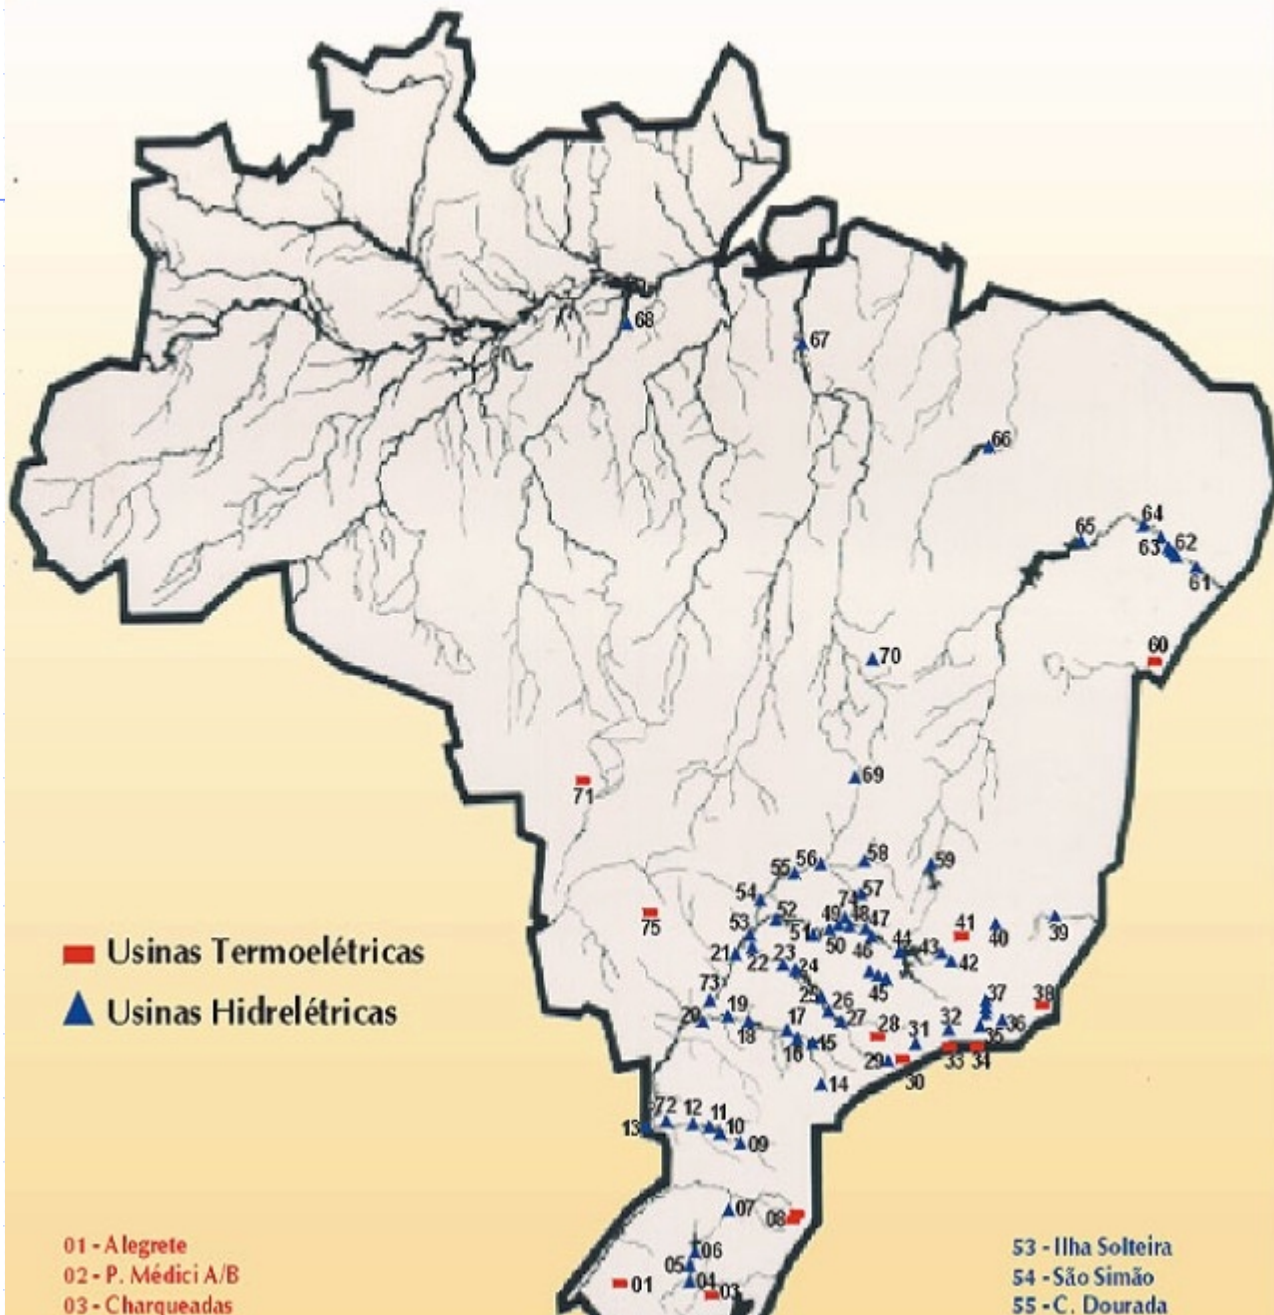 68
67
66
64
65
63 62
61
60
70
69
71
56 58 59
55
54 57
74
52 49 48 47
75 53 51 50 46 44 43 41 40 39
21 22 23 24 42
45
73 25 26 37 38
20 19 18 17 27 28 31 32 36
16 15 29 35
30 33 34
14
72 12 11
13 10
09
07
08
06
05
04
01 03
Usinas Termoelétricas
Usinas Hidrelétricas
01 - Alegrete
02 - P. Médici A/B
03 - Charqueadas
53 - Ilha Solteira
54 - São Simão
55 - C. Dourada